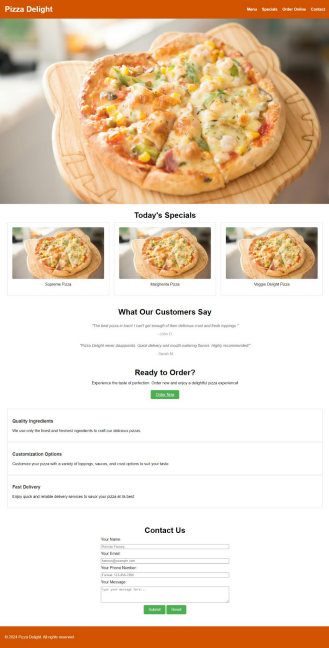 Pizza Delight
Menu Specials Order Online Contact
Today's Specials
Supreme Pizza
Margherita Pizza
Veggie Delight Pizza
What Our Customers Say
"The best pizza in town! I can't get enough of their delicious crust and fresh toppings."
- John D.
"Pizza Delight never disappoints. Quick delivery and mouth-watering flavors. Highly recommended!"
- Sarah M.
Ready to Order?
Experience the taste of perfection. Order now and enjoy a delightful pizza experience!
Order Now
Quality Ingredients
We use only the finest and freshest ingredients to craft our delicious pizzas.
Customization Options
Customize your pizza with a variety of toppings, sauces, and crust options to suit your taste.
Fast Delivery
Enjoy quick and reliable delivery services to savor your pizza at its best.
Contact Us
Your Name:
Your Email:
Your Phone Number:
Your Message:
Type your message here...
Submit Reset
© 2024 Pizza Delight. All rights reserved.